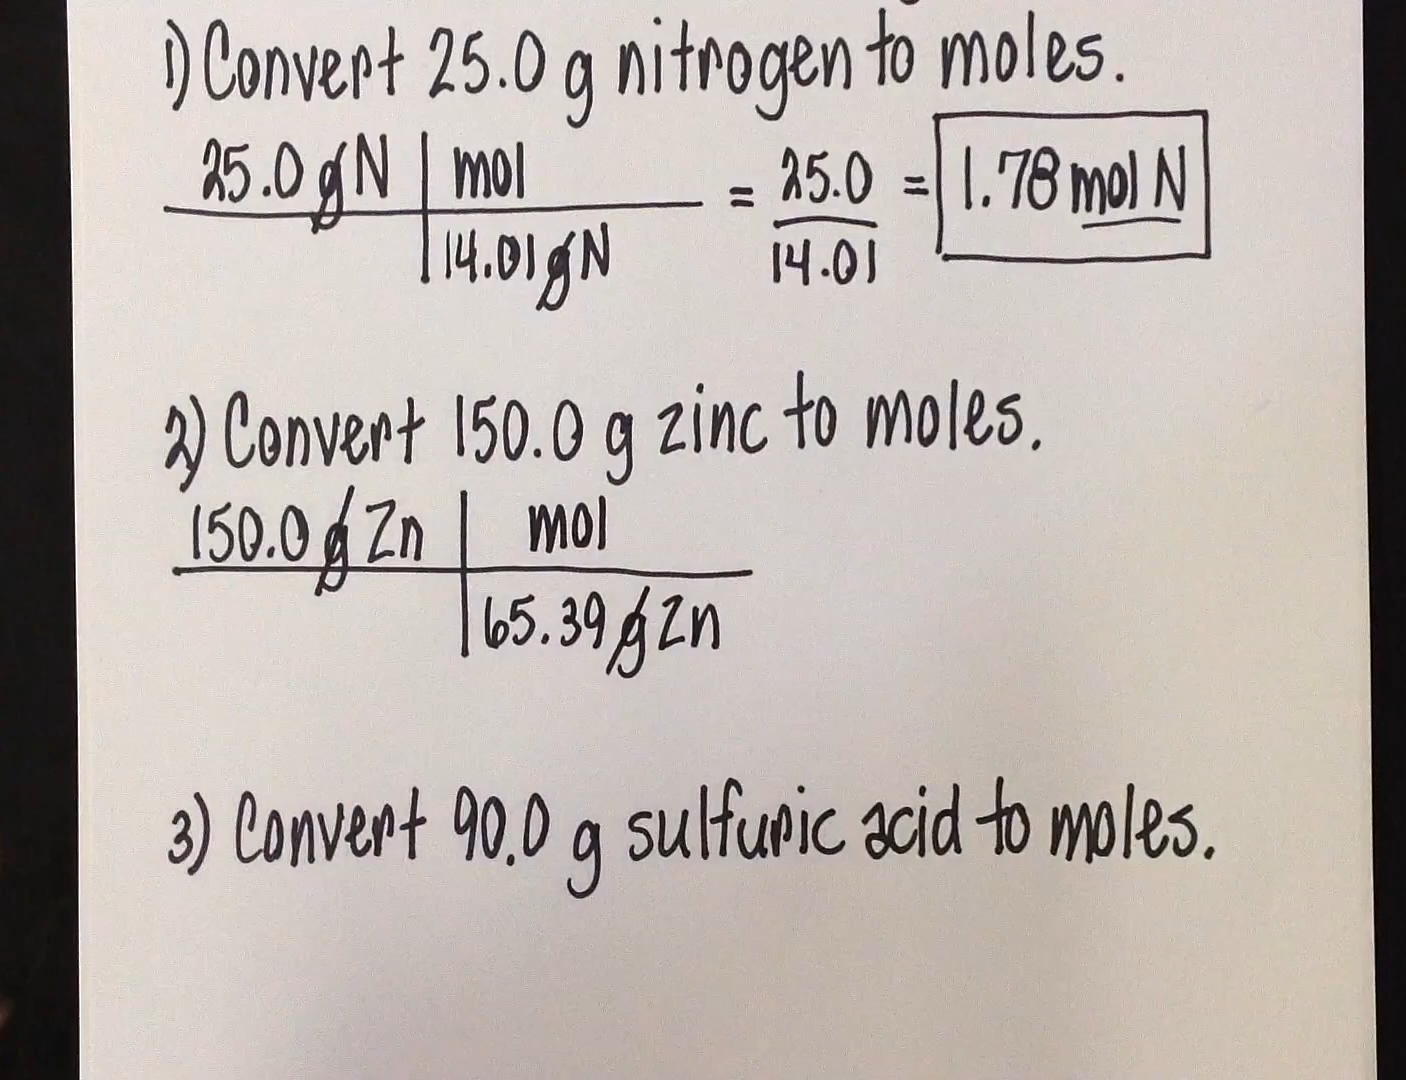 1) Convert 25.0 g nitrogen to moles.
25.0 g N | mol
14.01 g N
= 25.0
14.01
= 1.78 mol N
2) Convert 150.0 g zinc to moles.
150.0 g Zn | mol
65.39 g Zn
3) Convert 90.0 g sulfuric acid to moles.